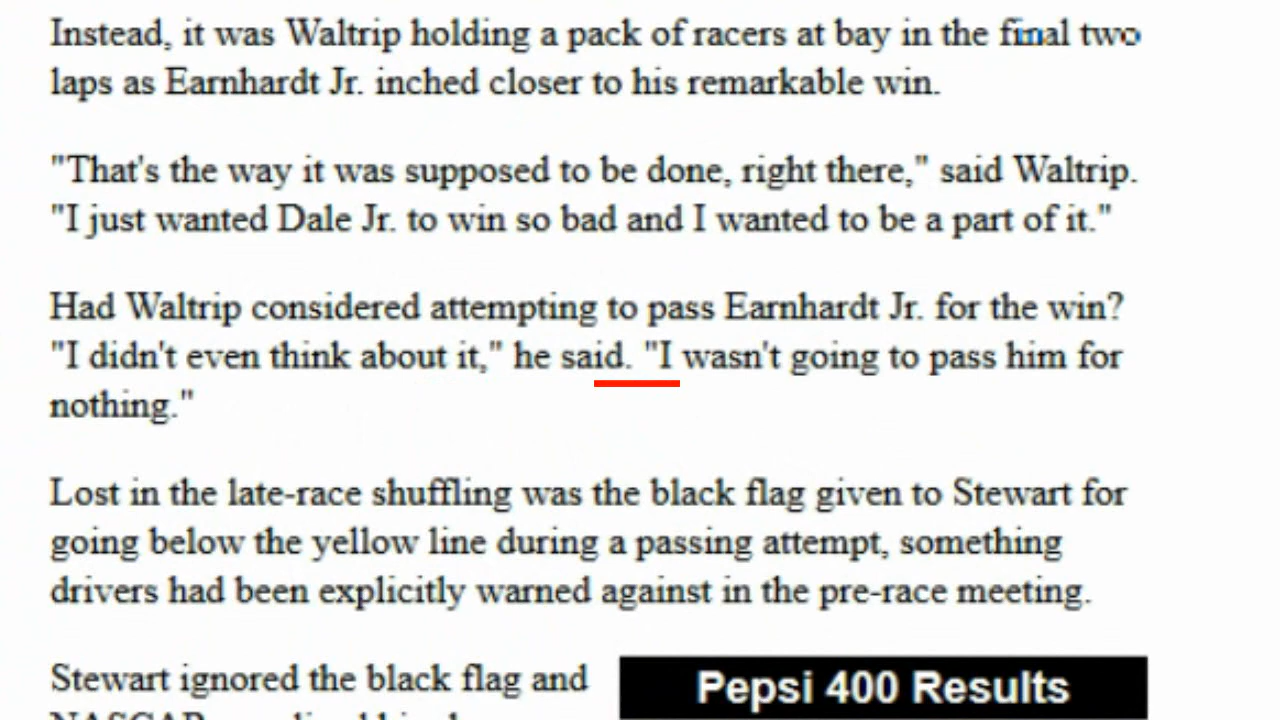 Instead, it was Waltrip holding a pack of racers at bay in the final two
laps as Earnhardt Jr. inched closer to his remarkable win.
"That's the way it was supposed to be done, right there," said Waltrip.
"I just wanted Dale Jr. to win so bad and I wanted to be a part of it."
Had Waltrip considered attempting to pass Earnhardt Jr. for the win?
"I didn't even think about it," he said. "I wasn't going to pass him for
nothing."
Lost in the late-race shuffling was the black flag given to Stewart for
going below the yellow line during a passing attempt, something
drivers had been explicitly warned against in the pre-race meeting.
Stewart ignored the black flag and
Pepsi 400 Results